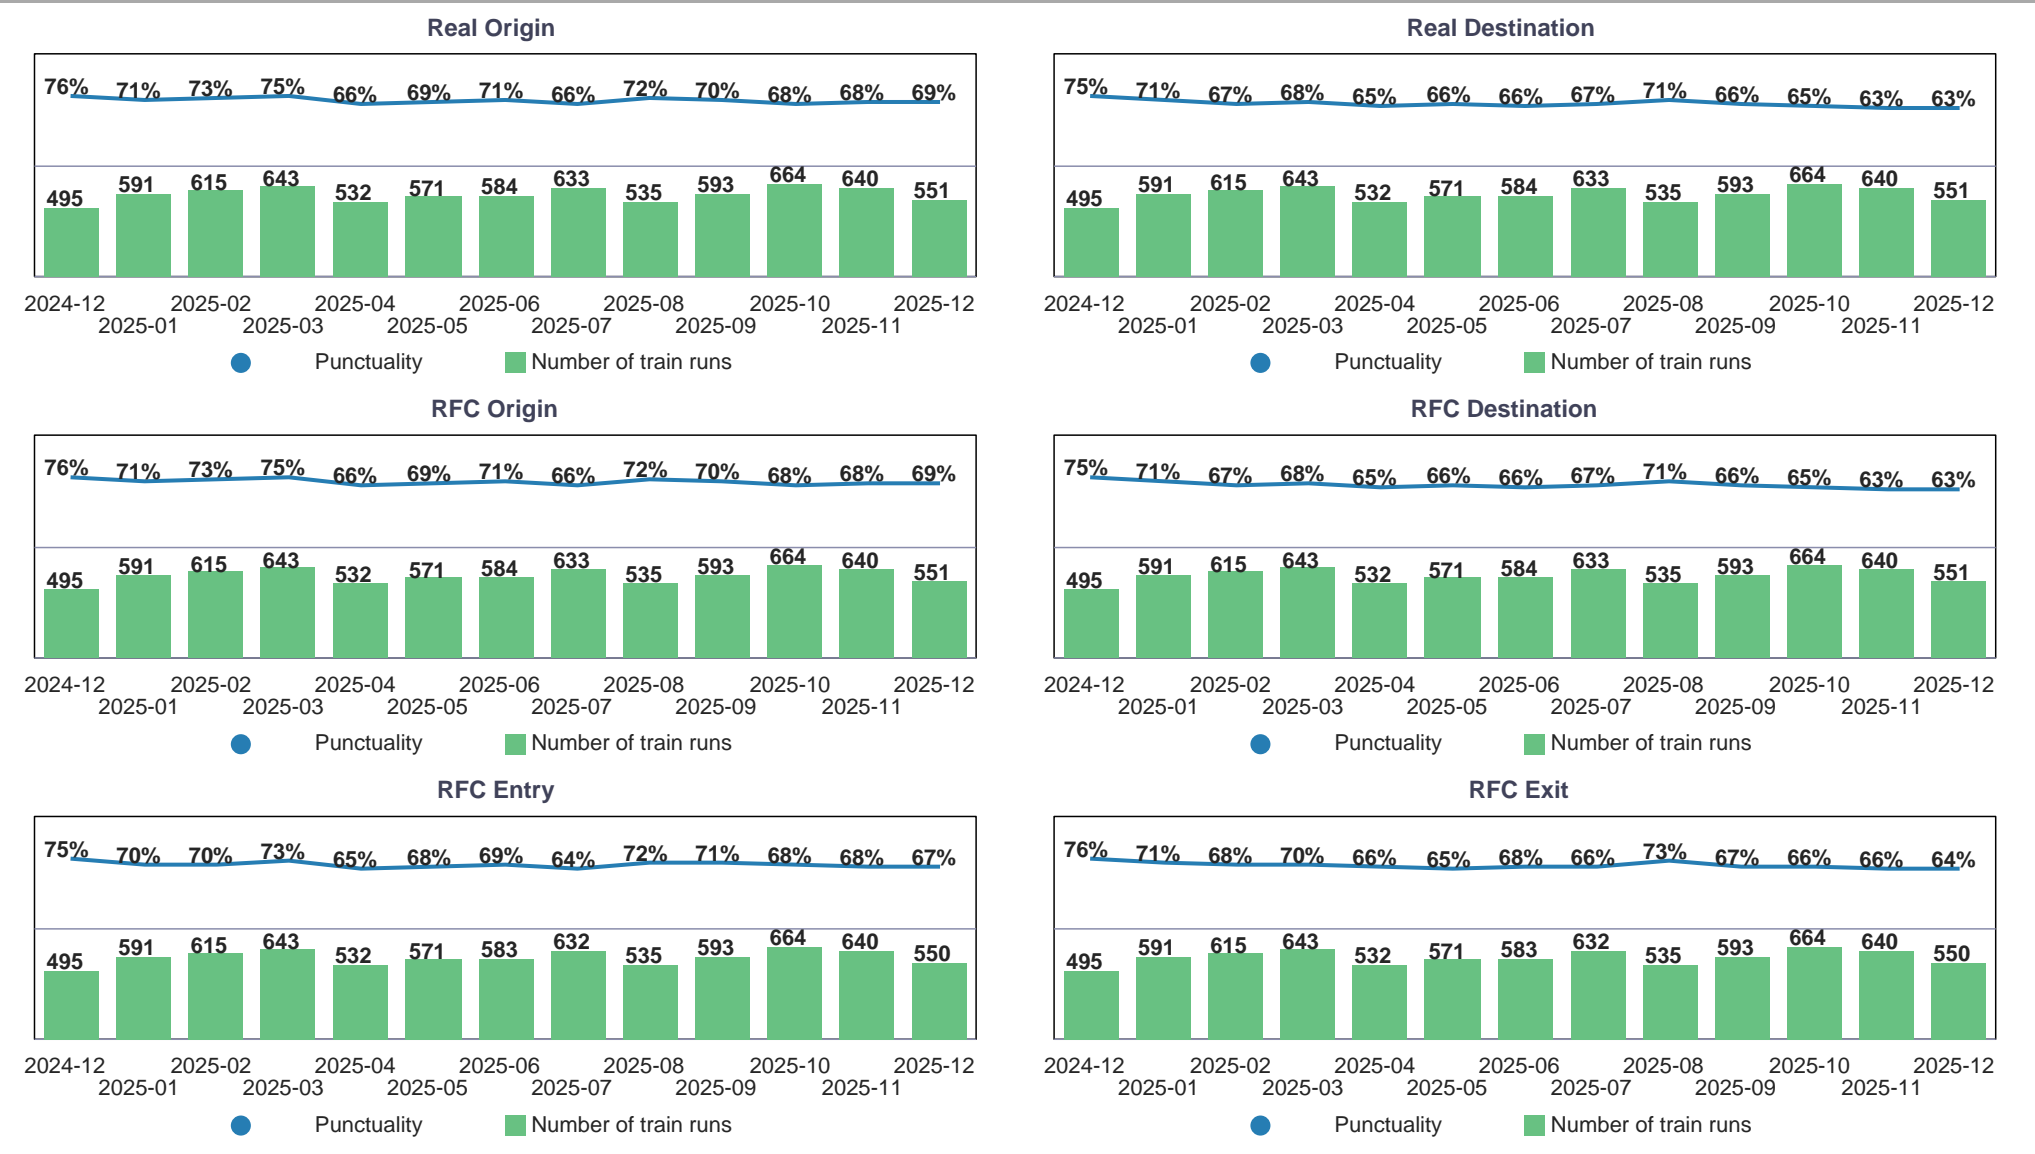 Real Origin
76% 71% 73% 75% 66% 69% 71% 66% 72% 70% 68% 68% 69%
495 591 615 643 532 571 584 633 535 593 664 640 551
2024-12 2025-01 2025-02 2025-03 2025-04 2025-05 2025-06 2025-07 2025-08 2025-09 2025-10 2025-11 2025-12
Punctuality Number of train runs
Real Destination
75% 71% 67% 68% 65% 66% 66% 67% 71% 66% 65% 63% 63%
495 591 615 643 532 571 584 633 535 593 664 640 551
2024-12 2025-01 2025-02 2025-03 2025-04 2025-05 2025-06 2025-07 2025-08 2025-09 2025-10 2025-11 2025-12
Punctuality Number of train runs
RFC Origin
76% 71% 73% 75% 66% 69% 71% 66% 72% 70% 68% 68% 69%
495 591 615 643 532 571 584 633 535 593 664 640 551
2024-12 2025-01 2025-02 2025-03 2025-04 2025-05 2025-06 2025-07 2025-08 2025-09 2025-10 2025-11 2025-12
Punctuality Number of train runs
RFC Destination
75% 71% 67% 68% 65% 66% 66% 67% 71% 66% 65% 63% 63%
495 591 615 643 532 571 584 633 535 593 664 640 551
2024-12 2025-01 2025-02 2025-03 2025-04 2025-05 2025-06 2025-07 2025-08 2025-09 2025-10 2025-11 2025-12
Punctuality Number of train runs
RFC Entry
75% 70% 70% 73% 65% 68% 69% 64% 72% 71% 68% 68% 67%
495 591 615 643 532 571 583 632 535 593 664 640 550
2024-12 2025-01 2025-02 2025-03 2025-04 2025-05 2025-06 2025-07 2025-08 2025-09 2025-10 2025-11 2025-12
Punctuality Number of train runs
RFC Exit
76% 71% 68% 70% 66% 65% 68% 66% 73% 67% 66% 66% 64%
495 591 615 643 532 571 583 632 535 593 664 640 550
2024-12 2025-01 2025-02 2025-03 2025-04 2025-05 2025-06 2025-07 2025-08 2025-09 2025-10 2025-11 2025-12
Punctuality Number of train runs